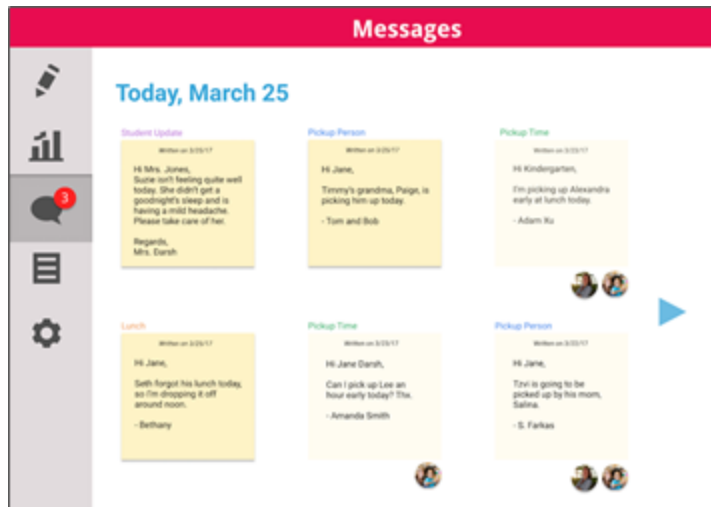 Messages
3
Today, March 25
Student Update
Written on 3/25/17
Hi Mrs. Jones,
Suzie isn't feeling quite well
today. She didn't get a
goodnight's sleep and is
having a mild headache.
Please take care of her.
Regards,
Mrs. Darsh
Pickup Person
Written on 3/25/17
Hi Jane,
Timmy's grandma, Paige, is
picking him up today.
- Tom and Bob
Pickup Time
Written on 3/23/17
Hi Kindergarten,
I'm picking up Alexandra
early at lunch today.
- Adam Xu
Lunch
Written on 3/25/17
Hi Jane,
Seth forgot his lunch today,
so I'm dropping it off
around noon.
- Bethany
Pickup Time
Written on 3/25/17
Hi Jane Darsh,
Can I pick up Lee an
hour early today? Thx.
- Amanda Smith
Pickup Person
Written on 3/22/17
Hi Jane,
Tzvi is going to be
picked up by his mom,
Salina.
- S. Farkas